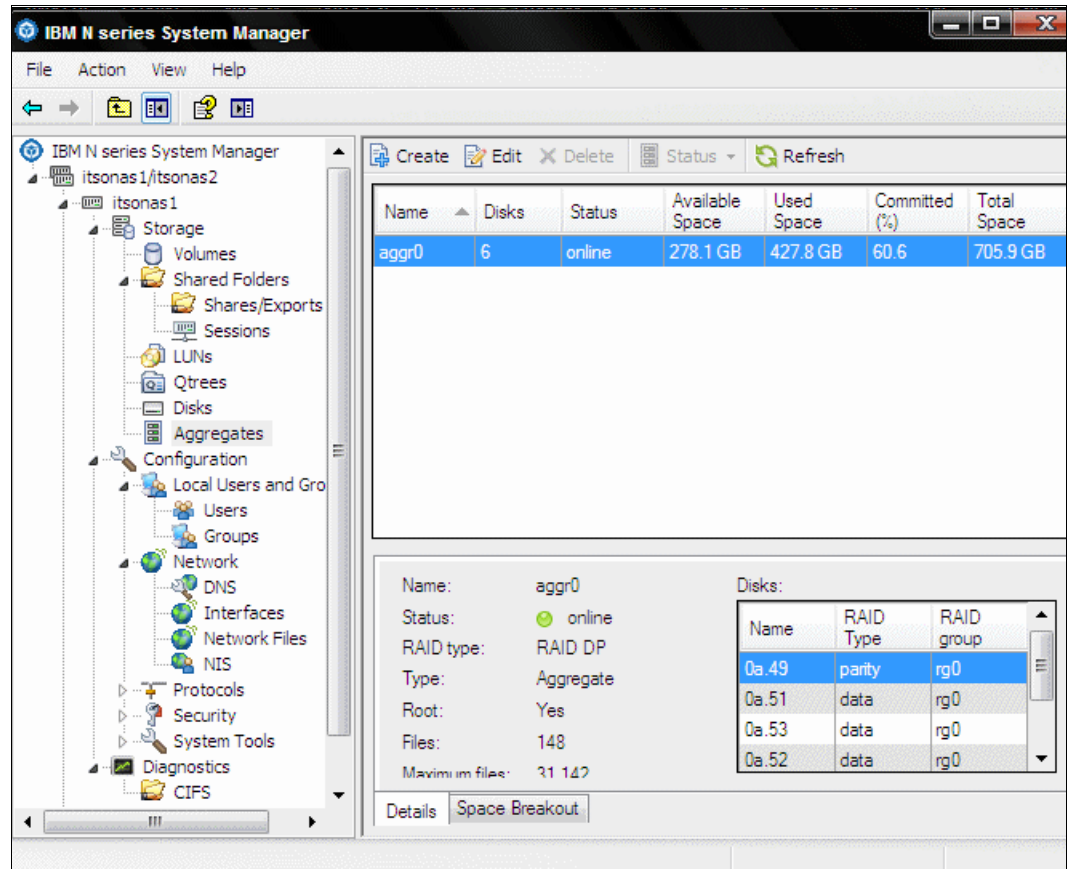 IBM N series System Manager
File Action View Help
IBM N series System Manager
itsonas1/itsonas2
itsonas1
Storage
Volumes
Shared Folders
Shares/Exports
Sessions
LUNs
Qtrees
Disks
Aggregates
Configuration
Local Users and Gro
Users
Groups
Network
DNS
Interfaces
Network Files
NIS
Protocols
Security
System Tools
Diagnostics
CIFS
Create Edit Delete Status Refresh
Name Disks Status Available Space Used Space Committed (%) Total Space
aggr0 6 online 278.1 GB 427.8 GB 60.6 705.9 GB
Name: aggr0
Status: online
RAID type: RAID DP
Type: Aggregate
Root: Yes
Files: 148
Maximum files: 31,142
Disks:
Name RAID Type RAID group
0a.49 parity rg0
0a.51 data rg0
0a.53 data rg0
0a.52 data rg0
Details Space Breakout